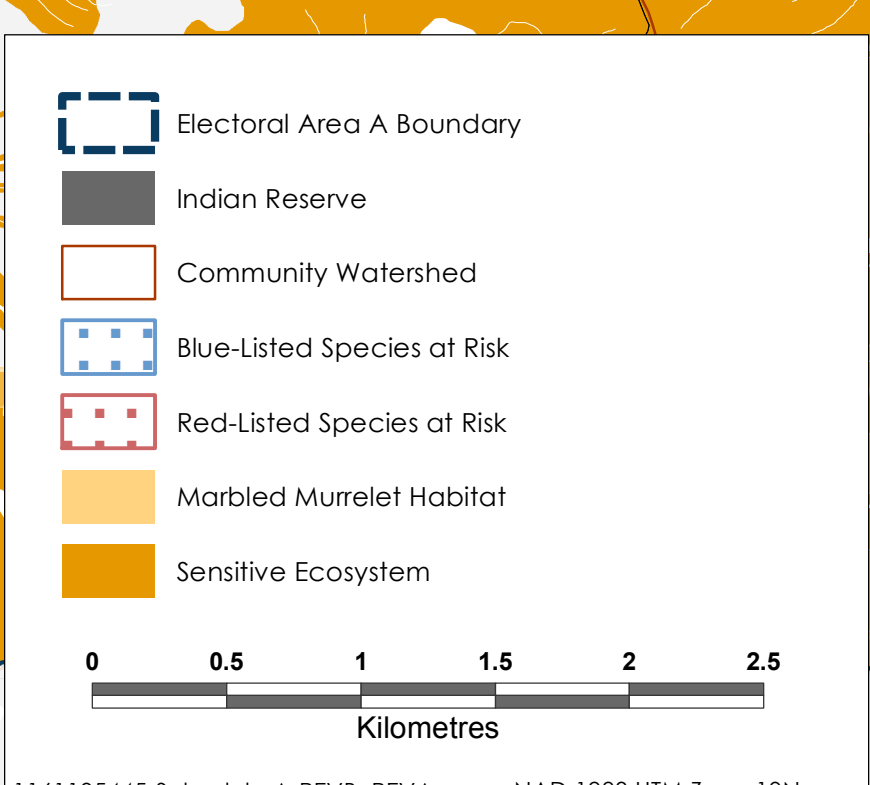 Electoral Area A Boundary
Indian Reserve
Community Watershed
Blue-Listed Species at Risk
Red-Listed Species at Risk
Marbled Murrelet Habitat
Sensitive Ecosystem
0 0.5 1 1.5 2 2.5
Kilometres